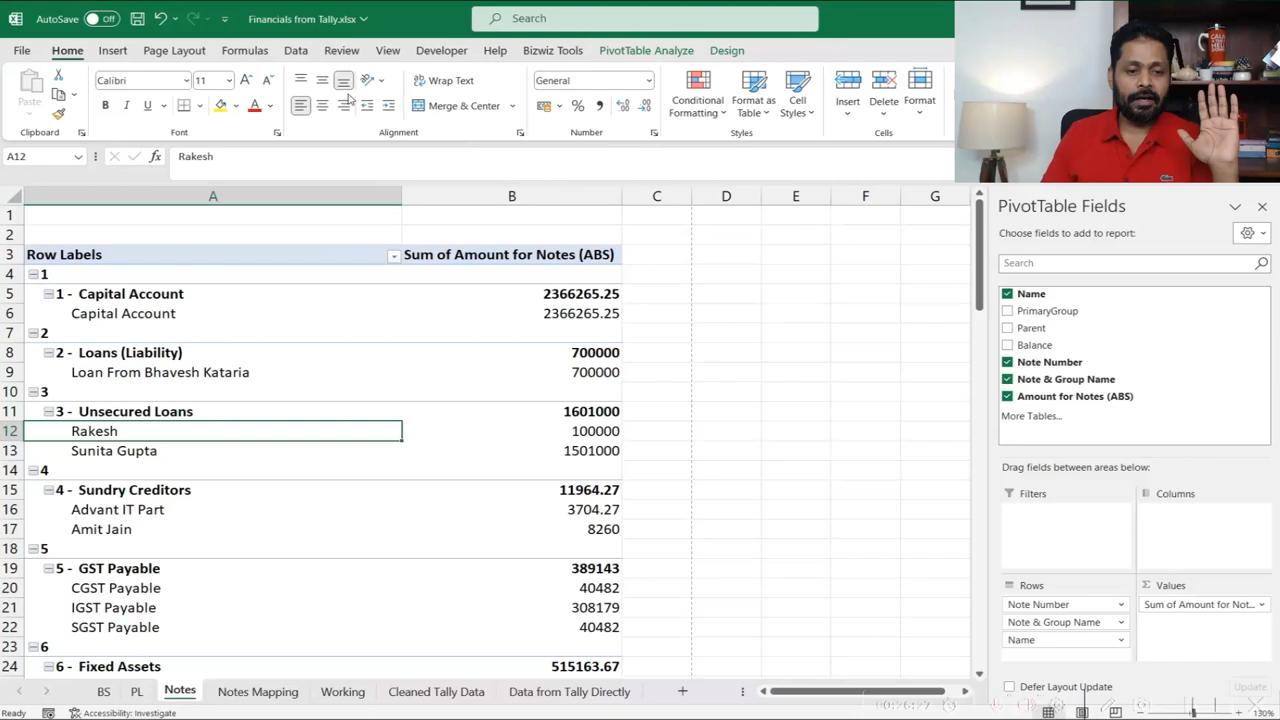 AutoSave Off Financials from Tally.xlsx Search
File Home Insert Page Layout Formulas Data Review View Developer Help Bizwiz Tools PivotTable Analyze Design
Paste Calibri 11 Wrap Text General Conditional Formatting Format as Table Cell Styles Insert Delete Format
B I U Merge & Center
Clipboard Font Alignment Number Styles Cells
A12 fx Rakesh
A B C D E F G
1
2
3 Row Labels Sum of Amount for Notes (ABS)
4 1
5 1 - Capital Account 2366265.25
6 Capital Account 2366265.25
7 2
8 2 - Loans (Liability) 700000
9 Loan From Bhavesh Kataria 700000
10 3
11 3 - Unsecured Loans 1601000
12 Rakesh 100000
13 Sunita Gupta 1501000
14 4
15 4 - Sundry Creditors 11964.27
16 Advant IT Part 3704.27
17 Amit Jain 8260
18 5
19 5 - GST Payable 389143
20 CGST Payable 40482
21 IGST Payable 308179
22 SGST Payable 40482
23 6
24 6 - Fixed Assets 515163.67
BS PL Notes Notes Mapping Working Cleaned Tally Data Data from Tally Directly
Ready Accessibility: Investigate 130%
PivotTable Fields
Choose fields to add to report:
Search
Name
PrimaryGroup
Parent
Balance
Note Number
Note & Group Name
Amount for Notes (ABS)
More Tables...
Drag fields between areas below:
Filters Columns
Rows Values
Note Number Sum of Amount for Not...
Note & Group Name
Name
Defer Layout Update Update
00:26:27